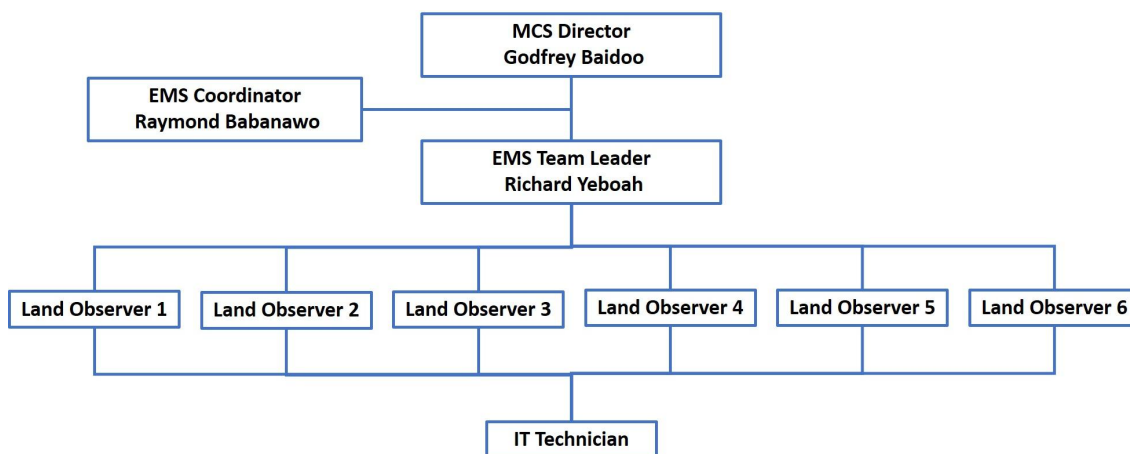 MCS Director
Godfrey Baidoo
EMS Coordinator
Raymond Babanawo
EMS Team Leader
Richard Yeboah
Land Observer 1
Land Observer 2
Land Observer 3
Land Observer 4
Land Observer 5
Land Observer 6
IT Technician